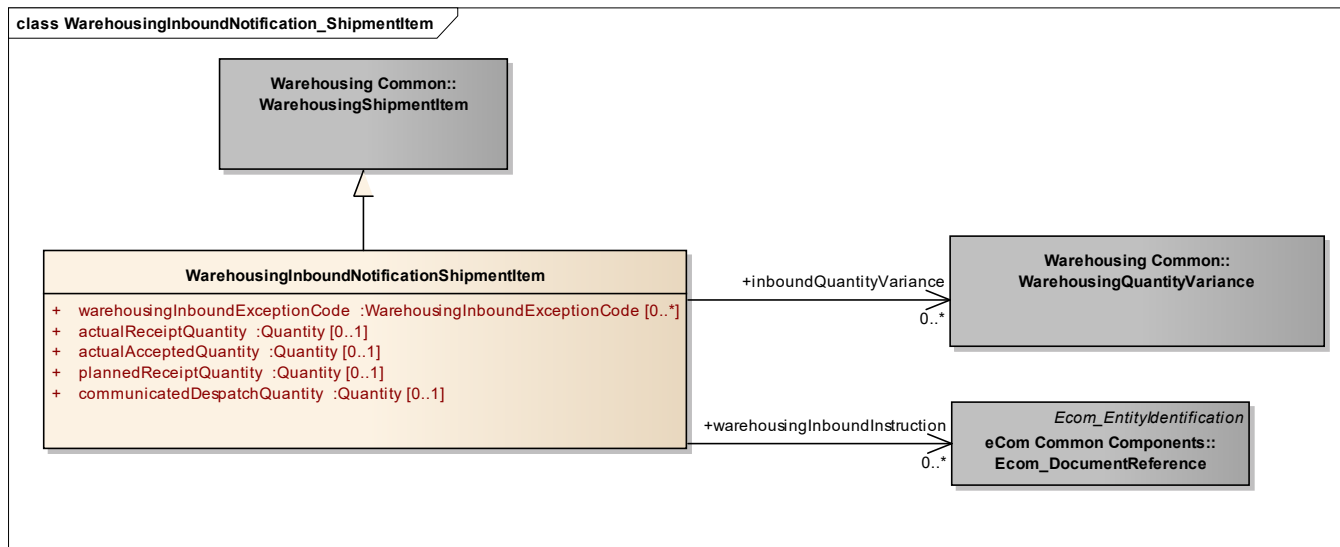 class WarehousingInboundNotification_ShipmentItem
Warehousing Common::
WarehousingShipmentItem
WarehousingInboundNotificationShipmentItem
+ warehousingInboundExceptionCode :WarehousingInboundExceptionCode [0..*]
+ actualReceiptQuantity :Quantity [0..1]
+ actualAcceptedQuantity :Quantity [0..1]
+ plannedReceiptQuantity :Quantity [0..1]
+ communicatedDespatchQuantity :Quantity [0..1]
+inboundQuantityVariance
0..*
Warehousing Common::
WarehousingQuantityVariance
+warehousingInboundInstruction
0..*
Ecom_EntityIdentification
eCom Common Components::
Ecom_DocumentReference